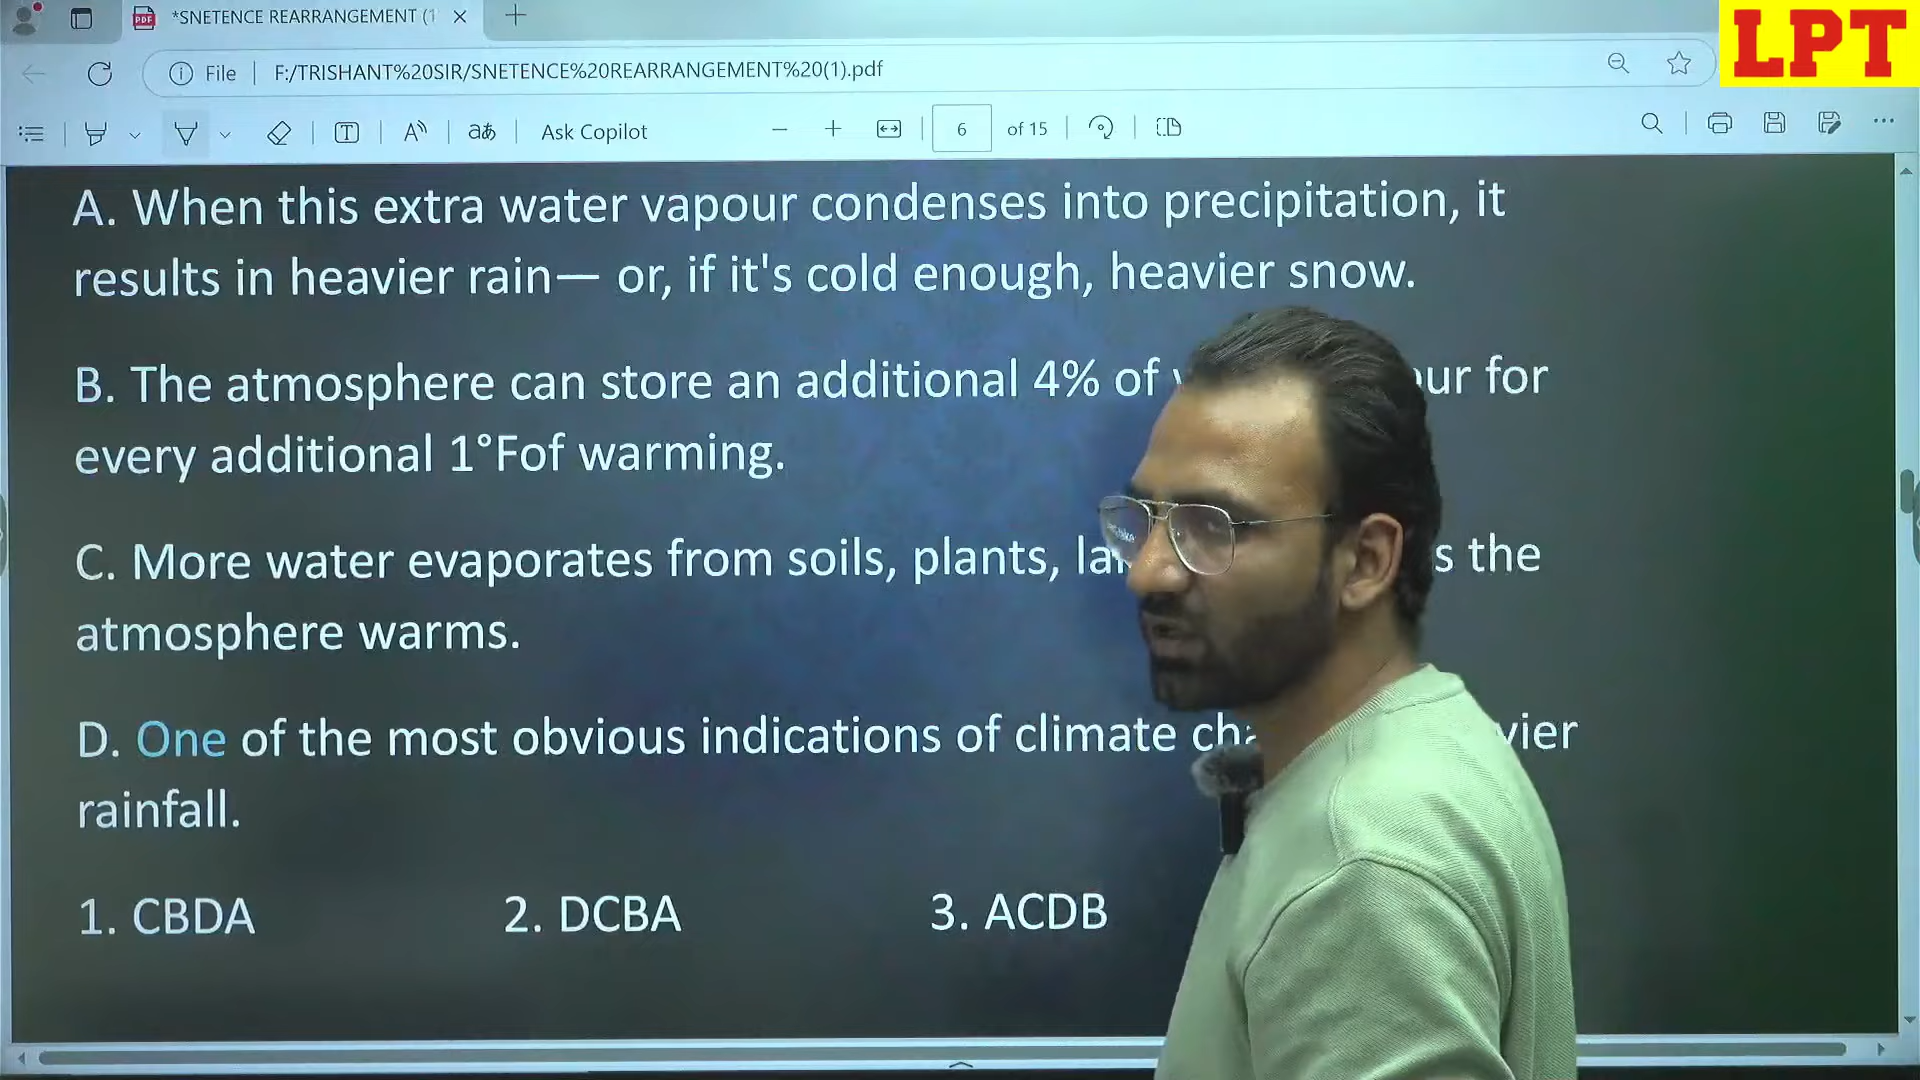 *SNETENCE REARRANGEMENT (1
LPT
File
F:/TRISHANT%20SIR/SNETENCE%20REARRANGEMENT%20(1).pdf
Ask Copilot
6 of 15
A. When this extra water vapour condenses into precipitation, it
results in heavier rain— or, if it's cold enough, heavier snow.
B. The atmosphere can store an additional 4% of for
every additional 1°Fof warming.
C. More water evaporates from soils, plants, the
atmosphere warms.
D. One of the most obvious indications of climate
rainfall.
1. CBDA 2. DCBA 3. ACDB